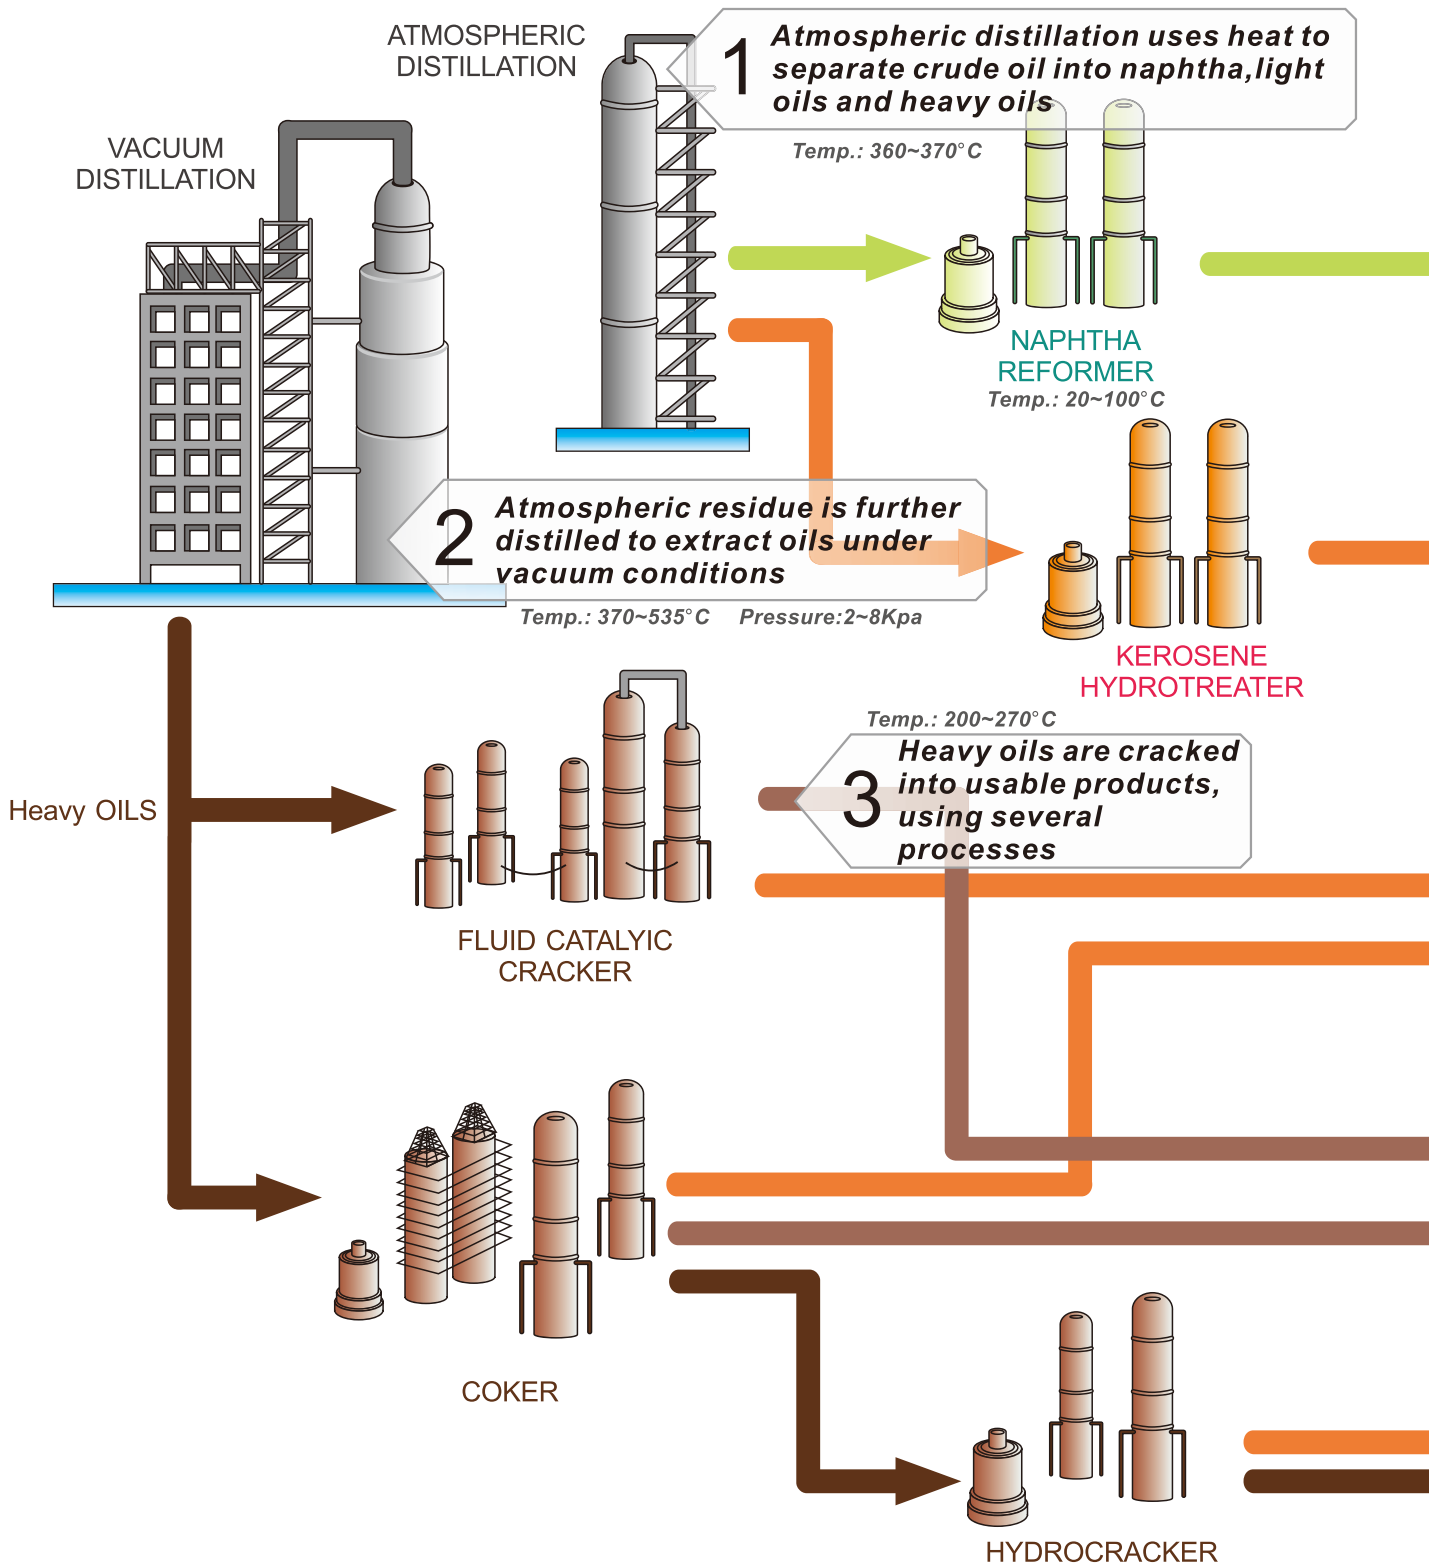 ATMOSPHERIC
DISTILLATION
1
Atmospheric distillation uses heat to
separate crude oil into naphtha,light
oils and heavy oils
Temp.: 360~370°C
VACUUM
DISTILLATION
NAPHTHA
REFORMER
Temp.: 20~100°C
2
Atmospheric residue is further
distilled to extract oils under
vacuum conditions
Temp.: 370~535°C Pressure:2~8Kpa
KEROSENE
HYDROTREATER
Temp.: 200~270°C
3
Heavy oils are cracked
into usable products,
using several
processes
Heavy OILS
FLUID CATALYIC
CRACKER
COKER
HYDROCRACKER